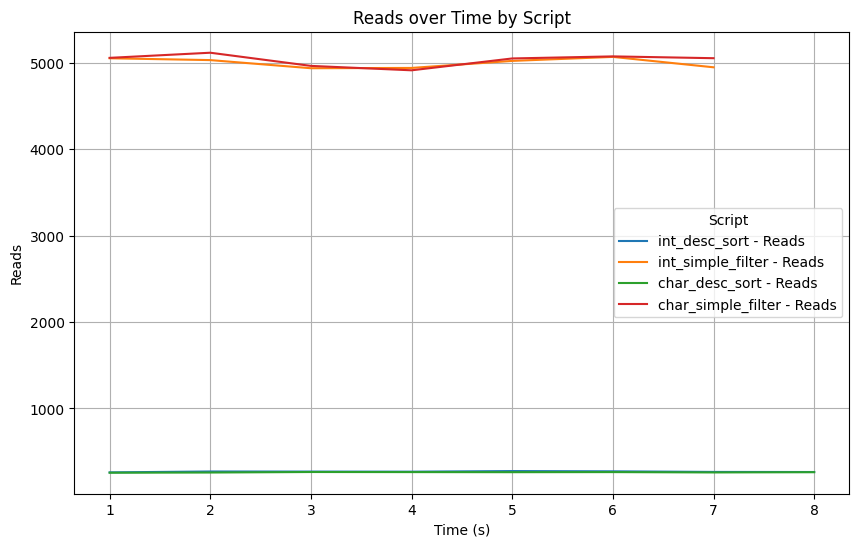 Reads over Time by Script
5000
4000
3000
2000
1000
Reads
Script
int_desc_sort - Reads
int_simple_filter - Reads
char_desc_sort - Reads
char_simple_filter - Reads
1 2 3 4 5 6 7 8
Time (s)